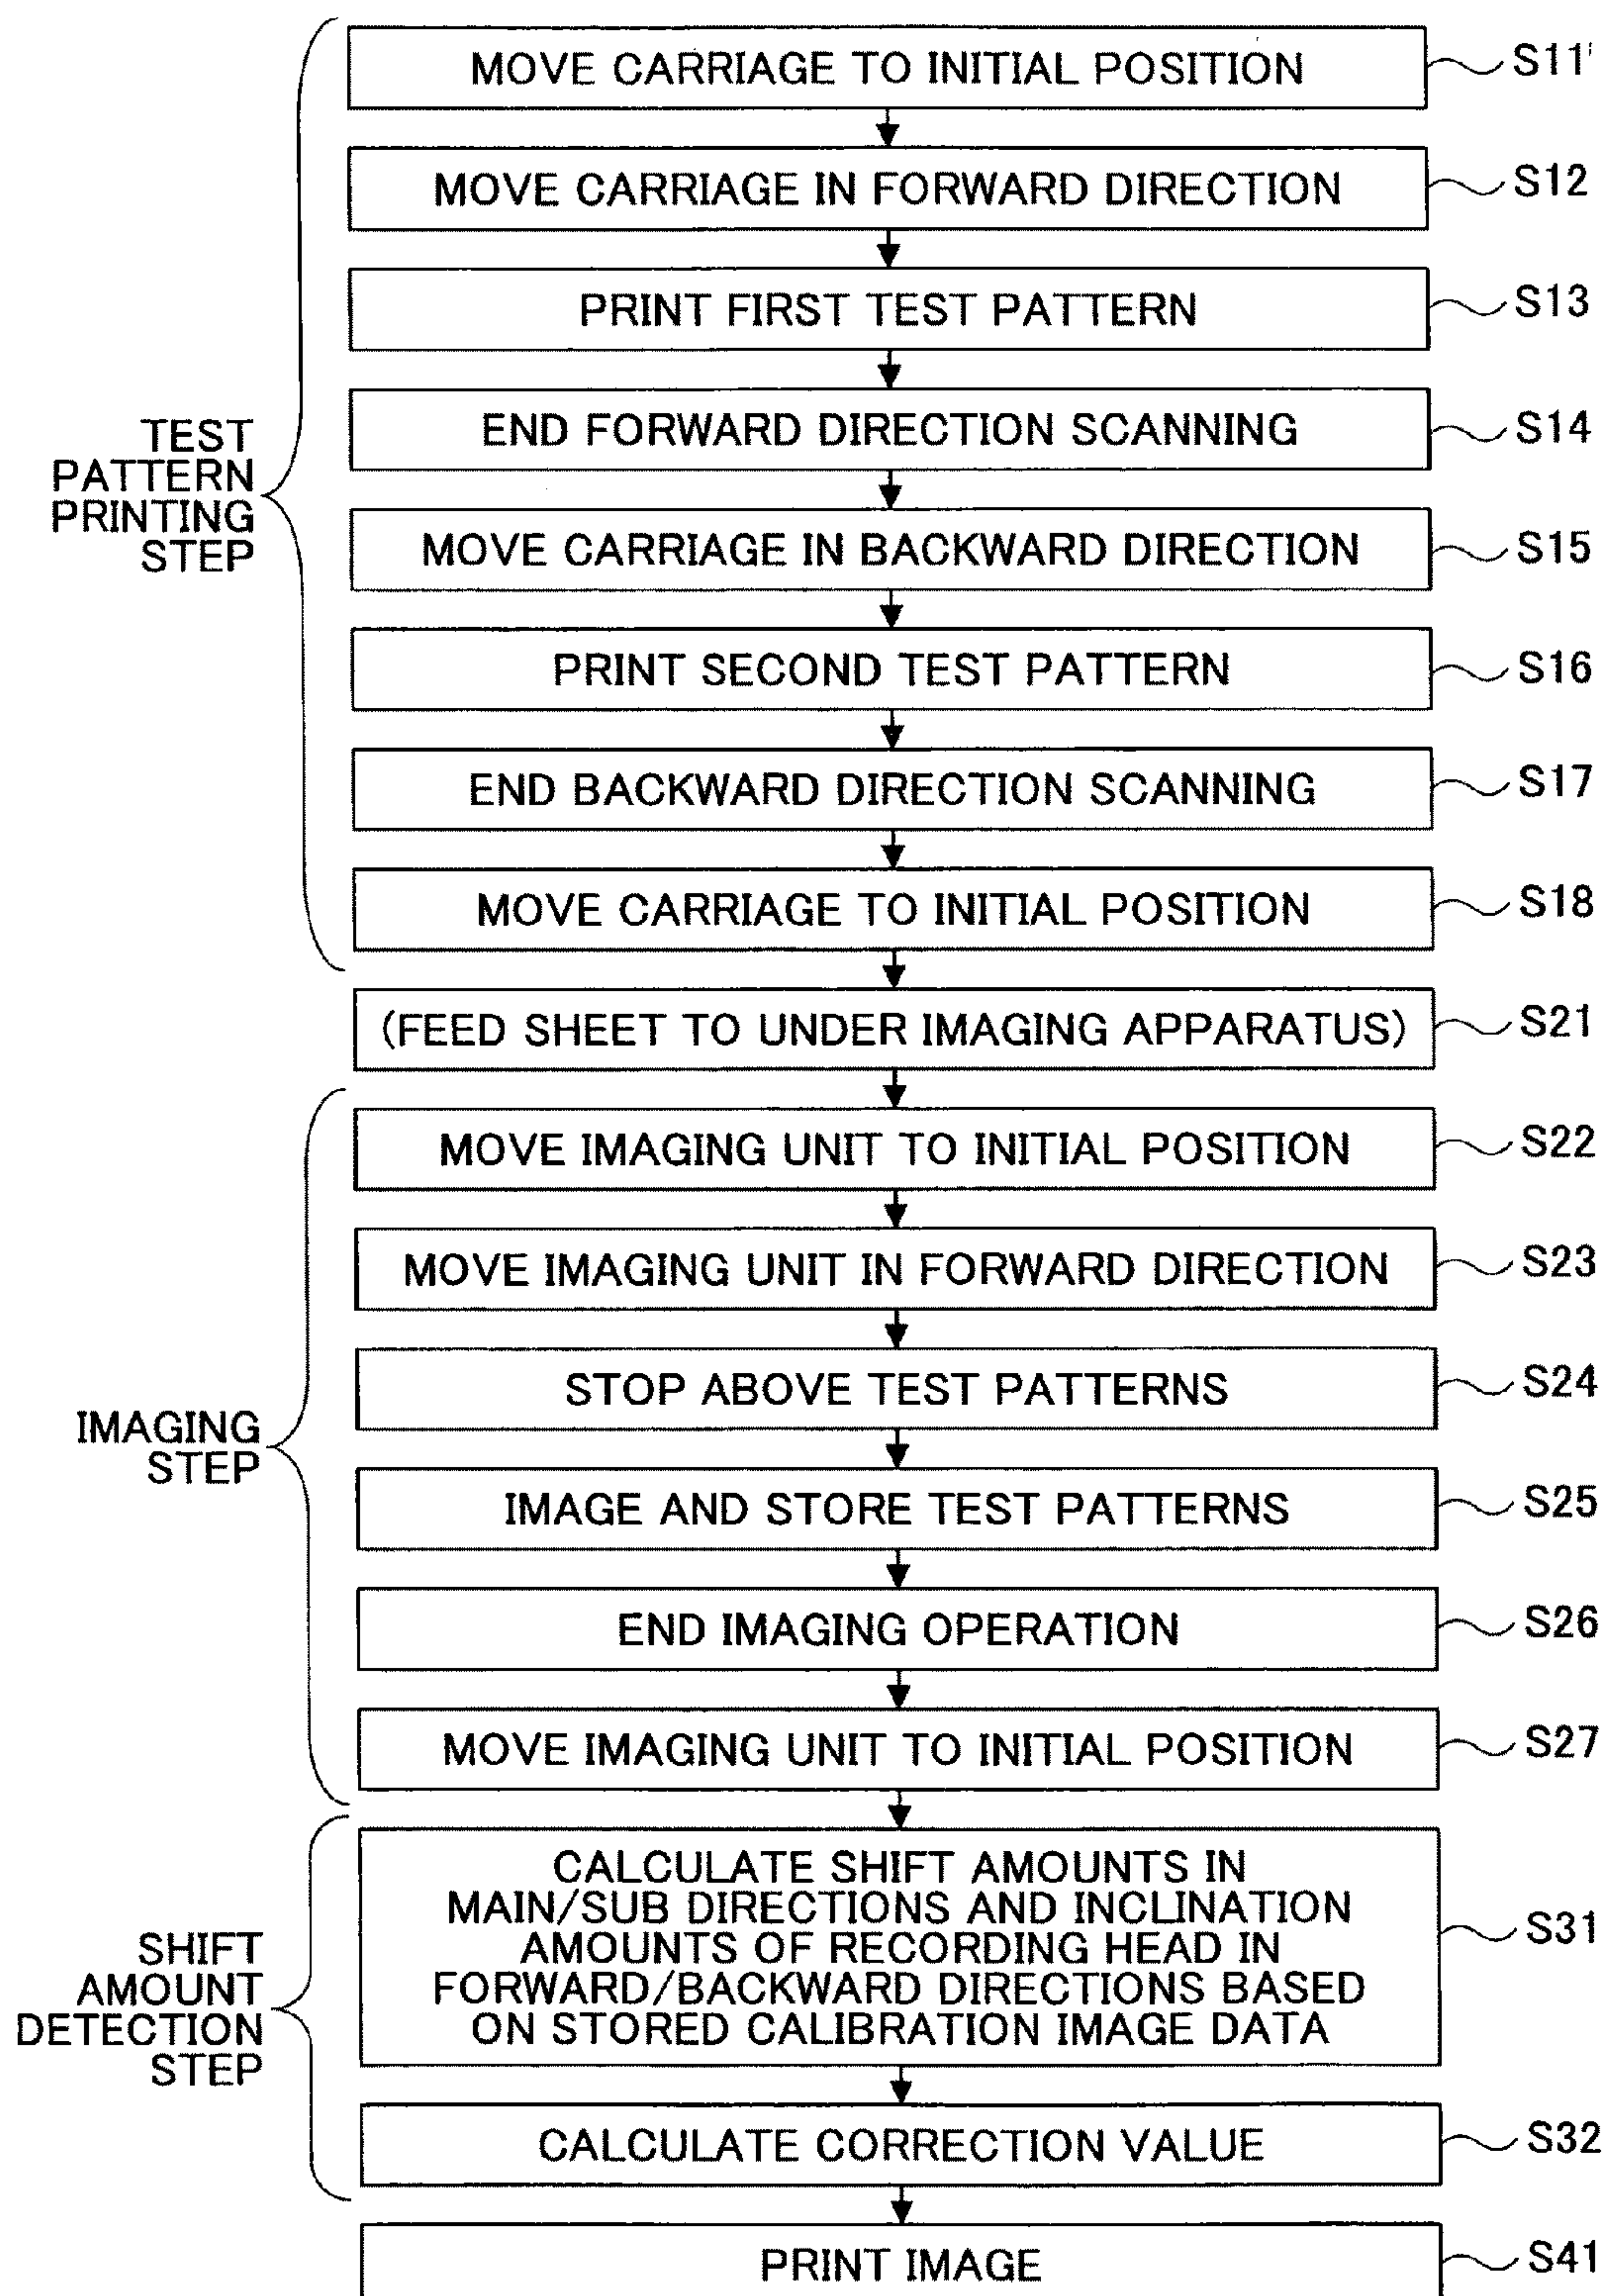 MOVE CARRIAGE TO INITIAL POSITION
S11
MOVE CARRIAGE IN FORWARD DIRECTION
S12
PRINT FIRST TEST PATTERN
S13
END FORWARD DIRECTION SCANNING
S14
TEST
PATTERN
PRINTING
STEP
MOVE CARRIAGE IN BACKWARD DIRECTION
S15
PRINT SECOND TEST PATTERN
S16
END BACKWARD DIRECTION SCANNING
S17
MOVE CARRIAGE TO INITIAL POSITION
S18
(FEED SHEET TO UNDER IMAGING APPARATUS)
S21
MOVE IMAGING UNIT TO INITIAL POSITION
S22
MOVE IMAGING UNIT IN FORWARD DIRECTION
S23
STOP ABOVE TEST PATTERNS
S24
IMAGING
STEP
IMAGE AND STORE TEST PATTERNS
S25
END IMAGING OPERATION
S26
MOVE IMAGING UNIT TO INITIAL POSITION
S27
CALCULATE SHIFT AMOUNTS IN
MAIN/SUB DIRECTIONS AND INCLINATION
AMOUNTS OF RECORDING HEAD IN
FORWARD/BACKWARD DIRECTIONS BASED
ON STORED CALIBRATION IMAGE DATA
S31
SHIFT
AMOUNT
DETECTION
STEP
CALCULATE CORRECTION VALUE
S32
PRINT IMAGE
S41